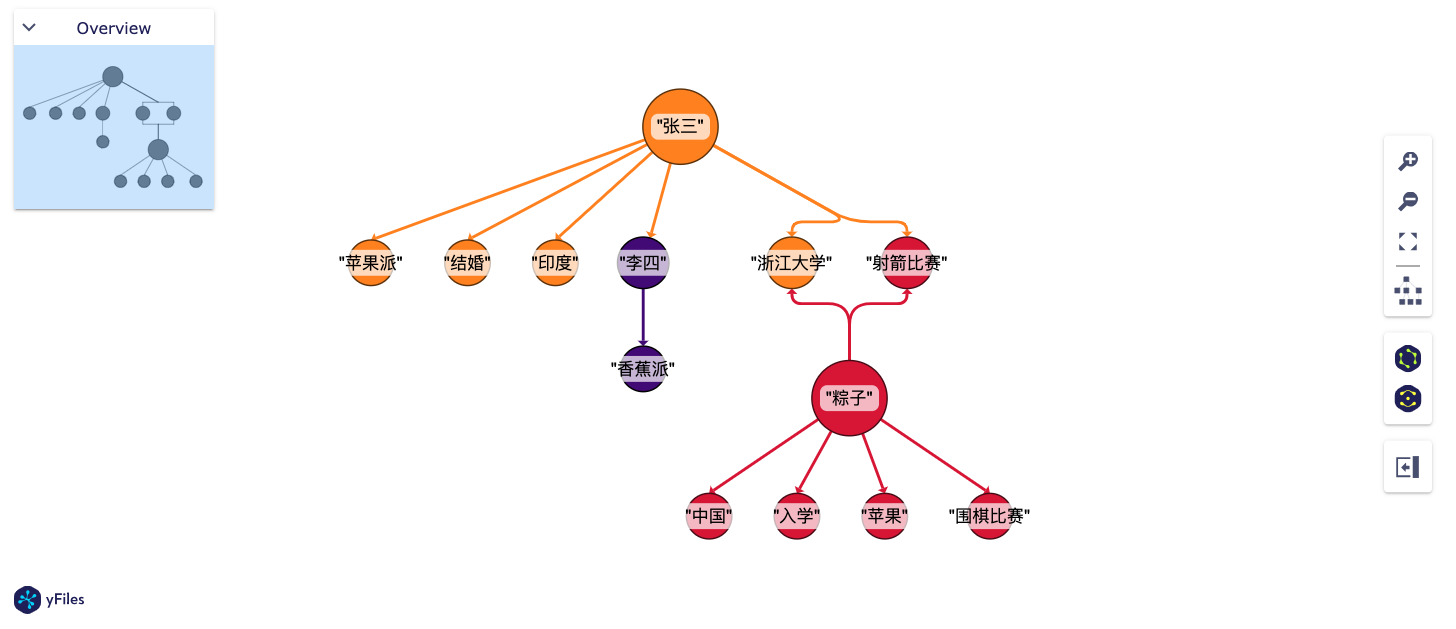 Overview
"张三"
"苹果派"
"结婚"
"印度"
"李四"
"浙江大学"
"射箭比赛"
"香蕉派"
"粽子"
"中国"
"入学"
"苹果"
"围棋比赛"
yFiles